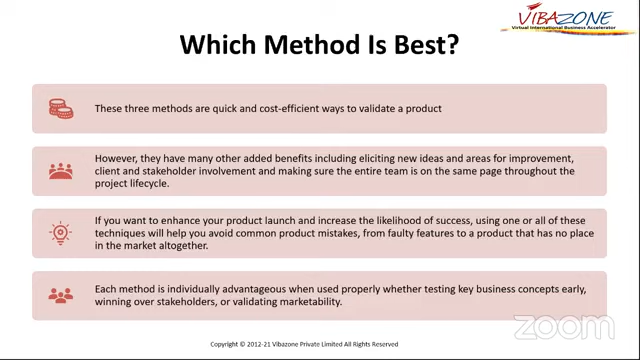 VIBAZONE
Virtual International Business Accelerator
Which Method Is Best?
These three methods are quick and cost-efficient ways to validate a product
However, they have many other added benefits including eliciting new ideas and areas for improvement,
client and stakeholder involvement and making sure the entire team is on the same page throughout the
project lifecycle.
If you want to enhance your product launch and increase the likelihood of success, using one or all of these
techniques will help you avoid common product mistakes, from faulty features to a product that has no place
in the market altogether.
Each method is individually advantageous when used properly whether testing key business concepts early,
winning over stakeholders, or validating marketability.
zoom
Copyright © 2012-21 Vibazone Private Limited All Rights Reserved